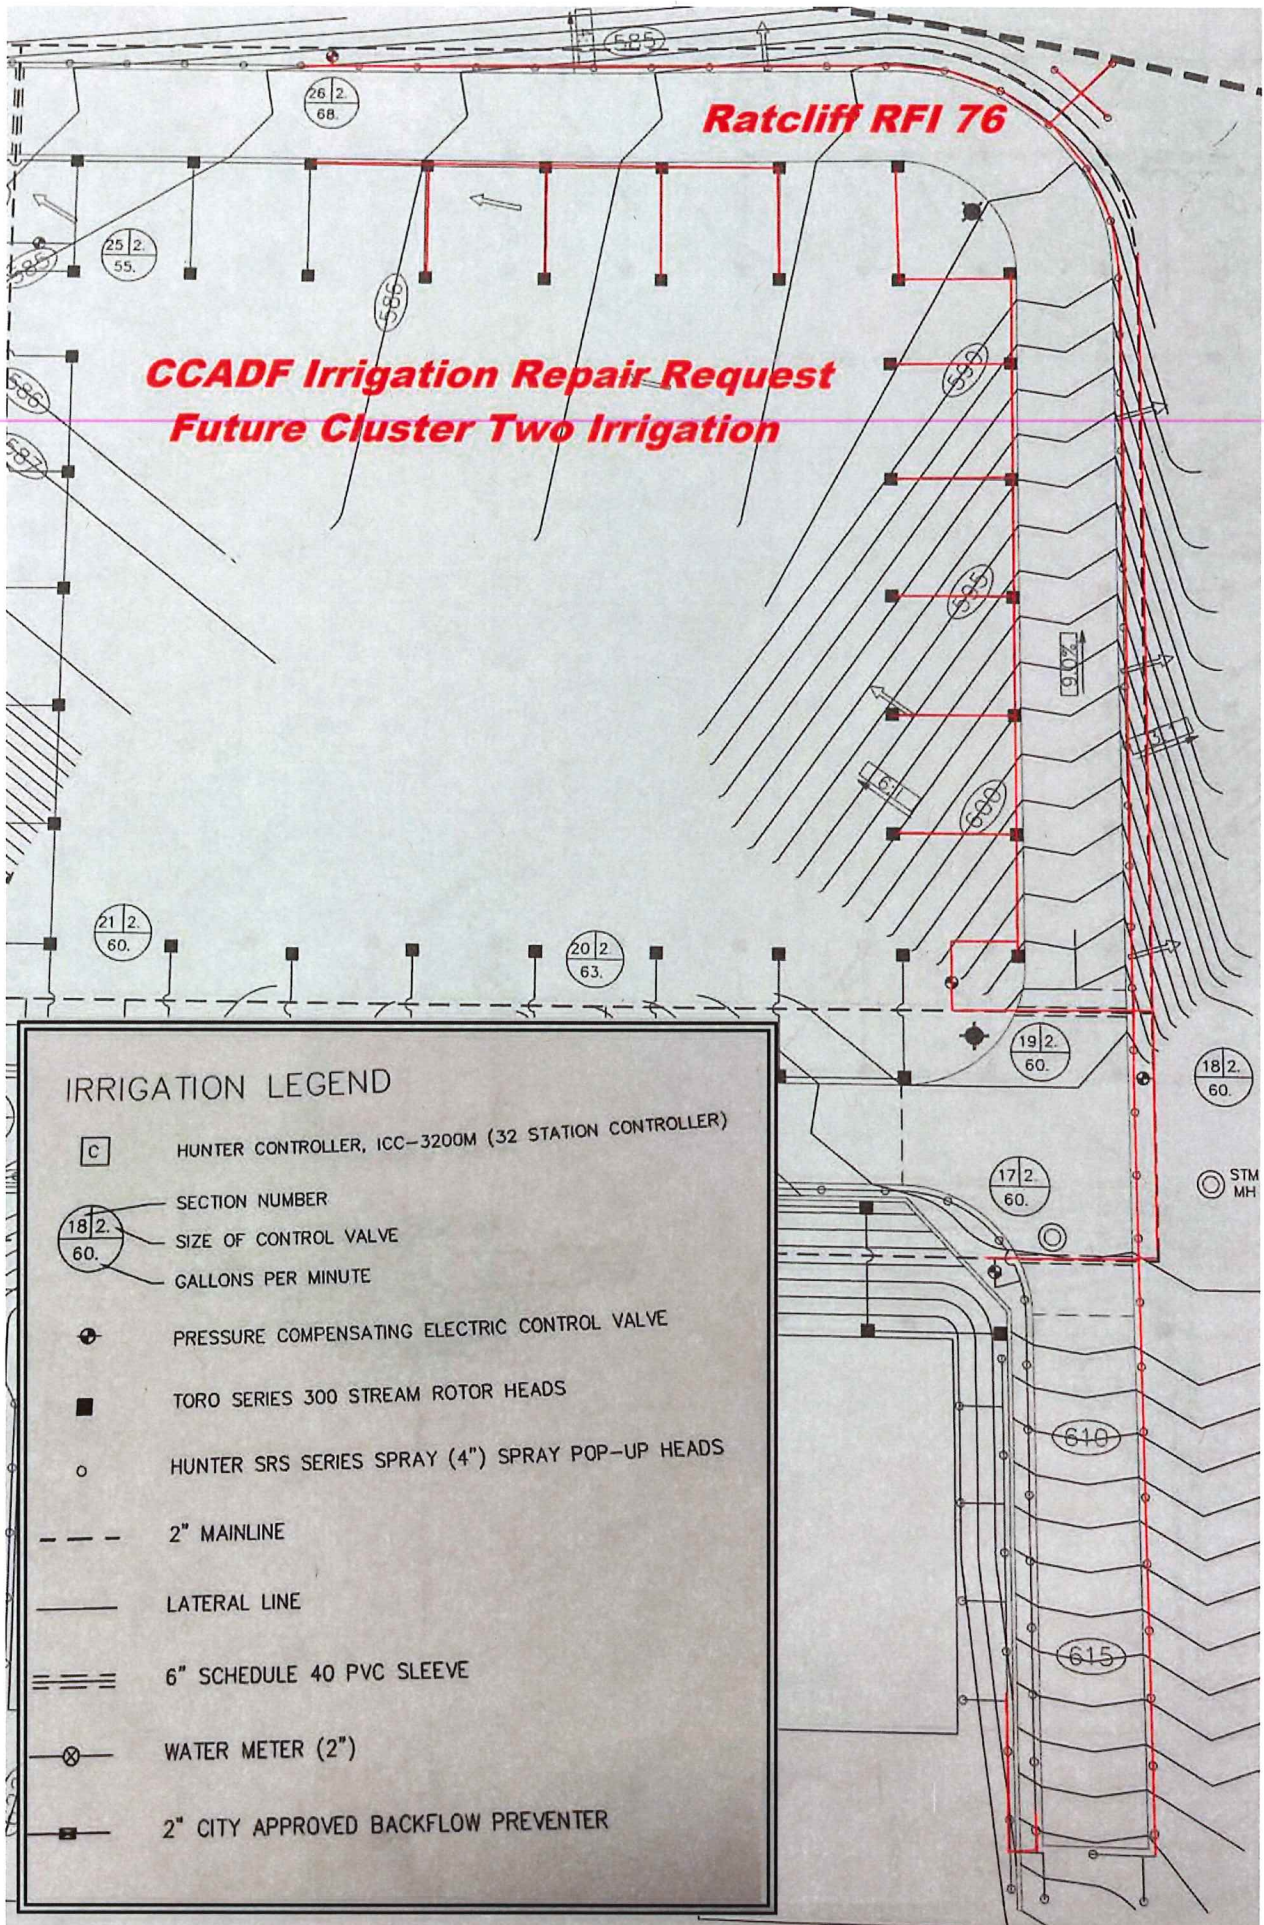 585
26 2.
68.
Ratcliff RFI 76
25 2.
55.
585
586
CCADF Irrigation Repair Request
Future Cluster Two Irrigation
590
586
587
595
9.0%
600
21 2.
60.
20 2.
63.
19 2.
60.
18 2.
60.
17 2.
60.
STM
MH
610
615
IRRIGATION LEGEND
C HUNTER CONTROLLER, ICC-3200M (32 STATION CONTROLLER)
SECTION NUMBER
18 2. SIZE OF CONTROL VALVE
60.
GALLONS PER MINUTE
PRESSURE COMPENSATING ELECTRIC CONTROL VALVE
TORO SERIES 300 STREAM ROTOR HEADS
HUNTER SRS SERIES SPRAY (4") SPRAY POP-UP HEADS
2" MAINLINE
LATERAL LINE
6" SCHEDULE 40 PVC SLEEVE
WATER METER (2")
2" CITY APPROVED BACKFLOW PREVENTER